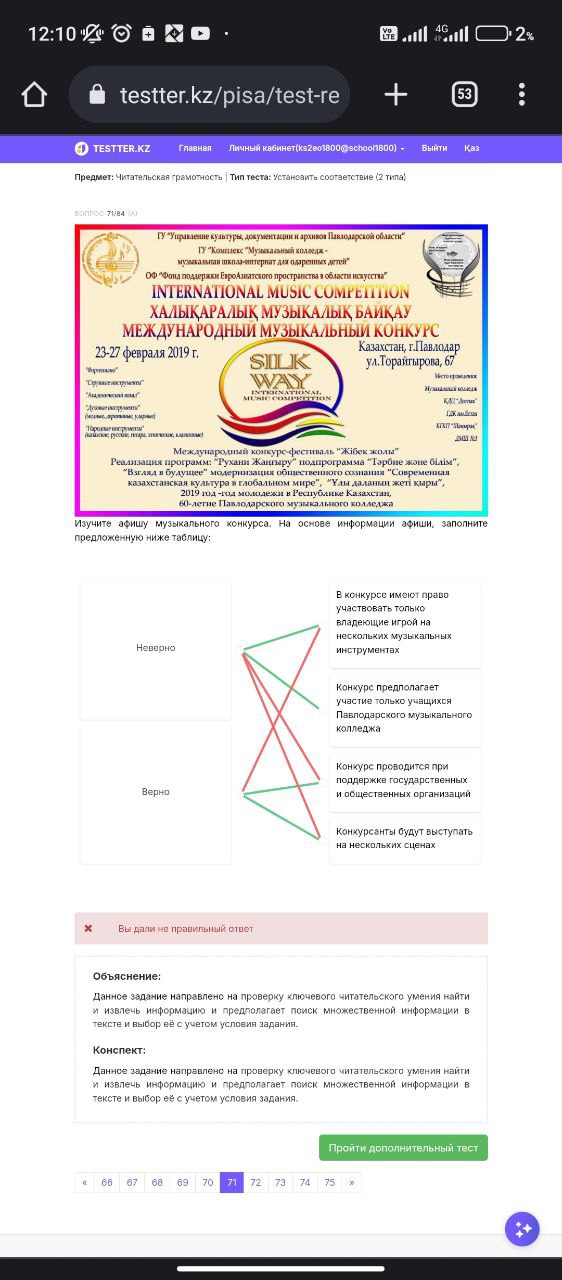 12:10
Vo LTE
4G
2%
testter.kz/pisa/test-re
53
TESTTER.KZ
Главная
Личный кабинет(ks2eo1800@school1800)
Выйти
Қаз
Предмет: Читательская грамотность | Тип теста: Установить соответствие (2 типа)
ВОПРОС 71/84 (A)
ГУ "Управление культуры, документации и архивов Павлодарской области"
ГУ "Комплекс "Музыкальный колледж -
музыкальная школа-интернат для одаренных детей"
ОФ "Фонд поддержки ЕвроАзиатского пространства в области искусства"
INTERNATIONAL MUSIC COMPETITION
ХАЛЫҚАРАЛЫҚ МУЗЫКАЛЫҚ БАЙҚАУ
МЕЖДУНАРОДНЫЙ МУЗЫКАЛЬНЫЙ КОНКУРС
23-27 февраля 2019 г.
Казахстан, г.Павлодар
ул.Торайгырова, 67
"Фортепиано"
"Струнные инструменты"
"Академический вокал"
"Духовые инструменты"
(медные, деревянные, ударные)
"Народные инструменты"
(казахские, русские, гитара, этнические, клавишные)
SILK
WAY
INTERNATIONAL
MUSIC COMPETITION
Место проведения
Музыкальный колледж
КДЦ "Достык"
ГДК им.Естая
КГКП "Шаңырақ"
ДМШ №1
Международный конкурс-фестиваль "Жібек жолы"
Реализация программ: "Рухани Жаңғыру" подпрограмма "Тәрбие және білім",
"Взгляд в будущее" модернизация общественного сознания "Современная
казахстанская культура в глобальном мире", "Ұлы даланың жеті қыры",
2019 год -год молодежи в Республике Казахстан,
60-летие Павлодарского музыкального колледжа
Изучите афишу музыкального конкурса. На основе информации афиши, заполните
предложенную ниже таблицу:
Неверно
Верно
В конкурсе имеют право
участвовать только
владеющие игрой на
нескольких музыкальных
инструментах
Конкурс предполагает
участие только учащихся
Павлодарского музыкального
колледжа
Конкурс проводится при
поддержке государственных
и общественных организаций
Конкурсанты будут выступать
на нескольких сценах
Вы дали не правильный ответ
Объяснение:
Данное задание направлено на проверку ключевого читательского умения найти
и извлечь информацию и предполагает поиск множественной информации в
тексте и выбор её с учетом условия задания.
Конспект:
Данное задание направлено на проверку ключевого читательского умения найти
и извлечь информацию и предполагает поиск множественной информации в
тексте и выбор её с учетом условия задания.
Пройти дополнительный тест
« 66 67 68 69 70 71 72 73 74 75 »